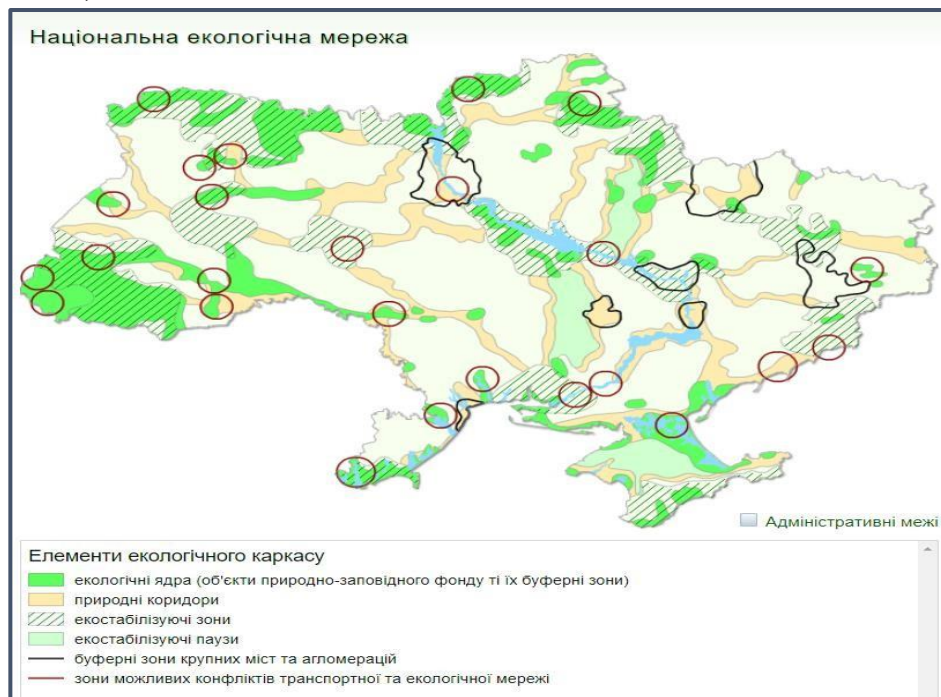 Національна екологічна мережа
Адміністративні межі
Елементи екологічного каркасу
екологічні ядра (об'єкти природно-заповідного фонду ті їх буферні зони)
природні коридори
екостабілізуючі зони
екостабілізуючі паузи
буферні зони крупних міст та агломерацій
зони можливих конфліктів транспортної та екологічної мережі